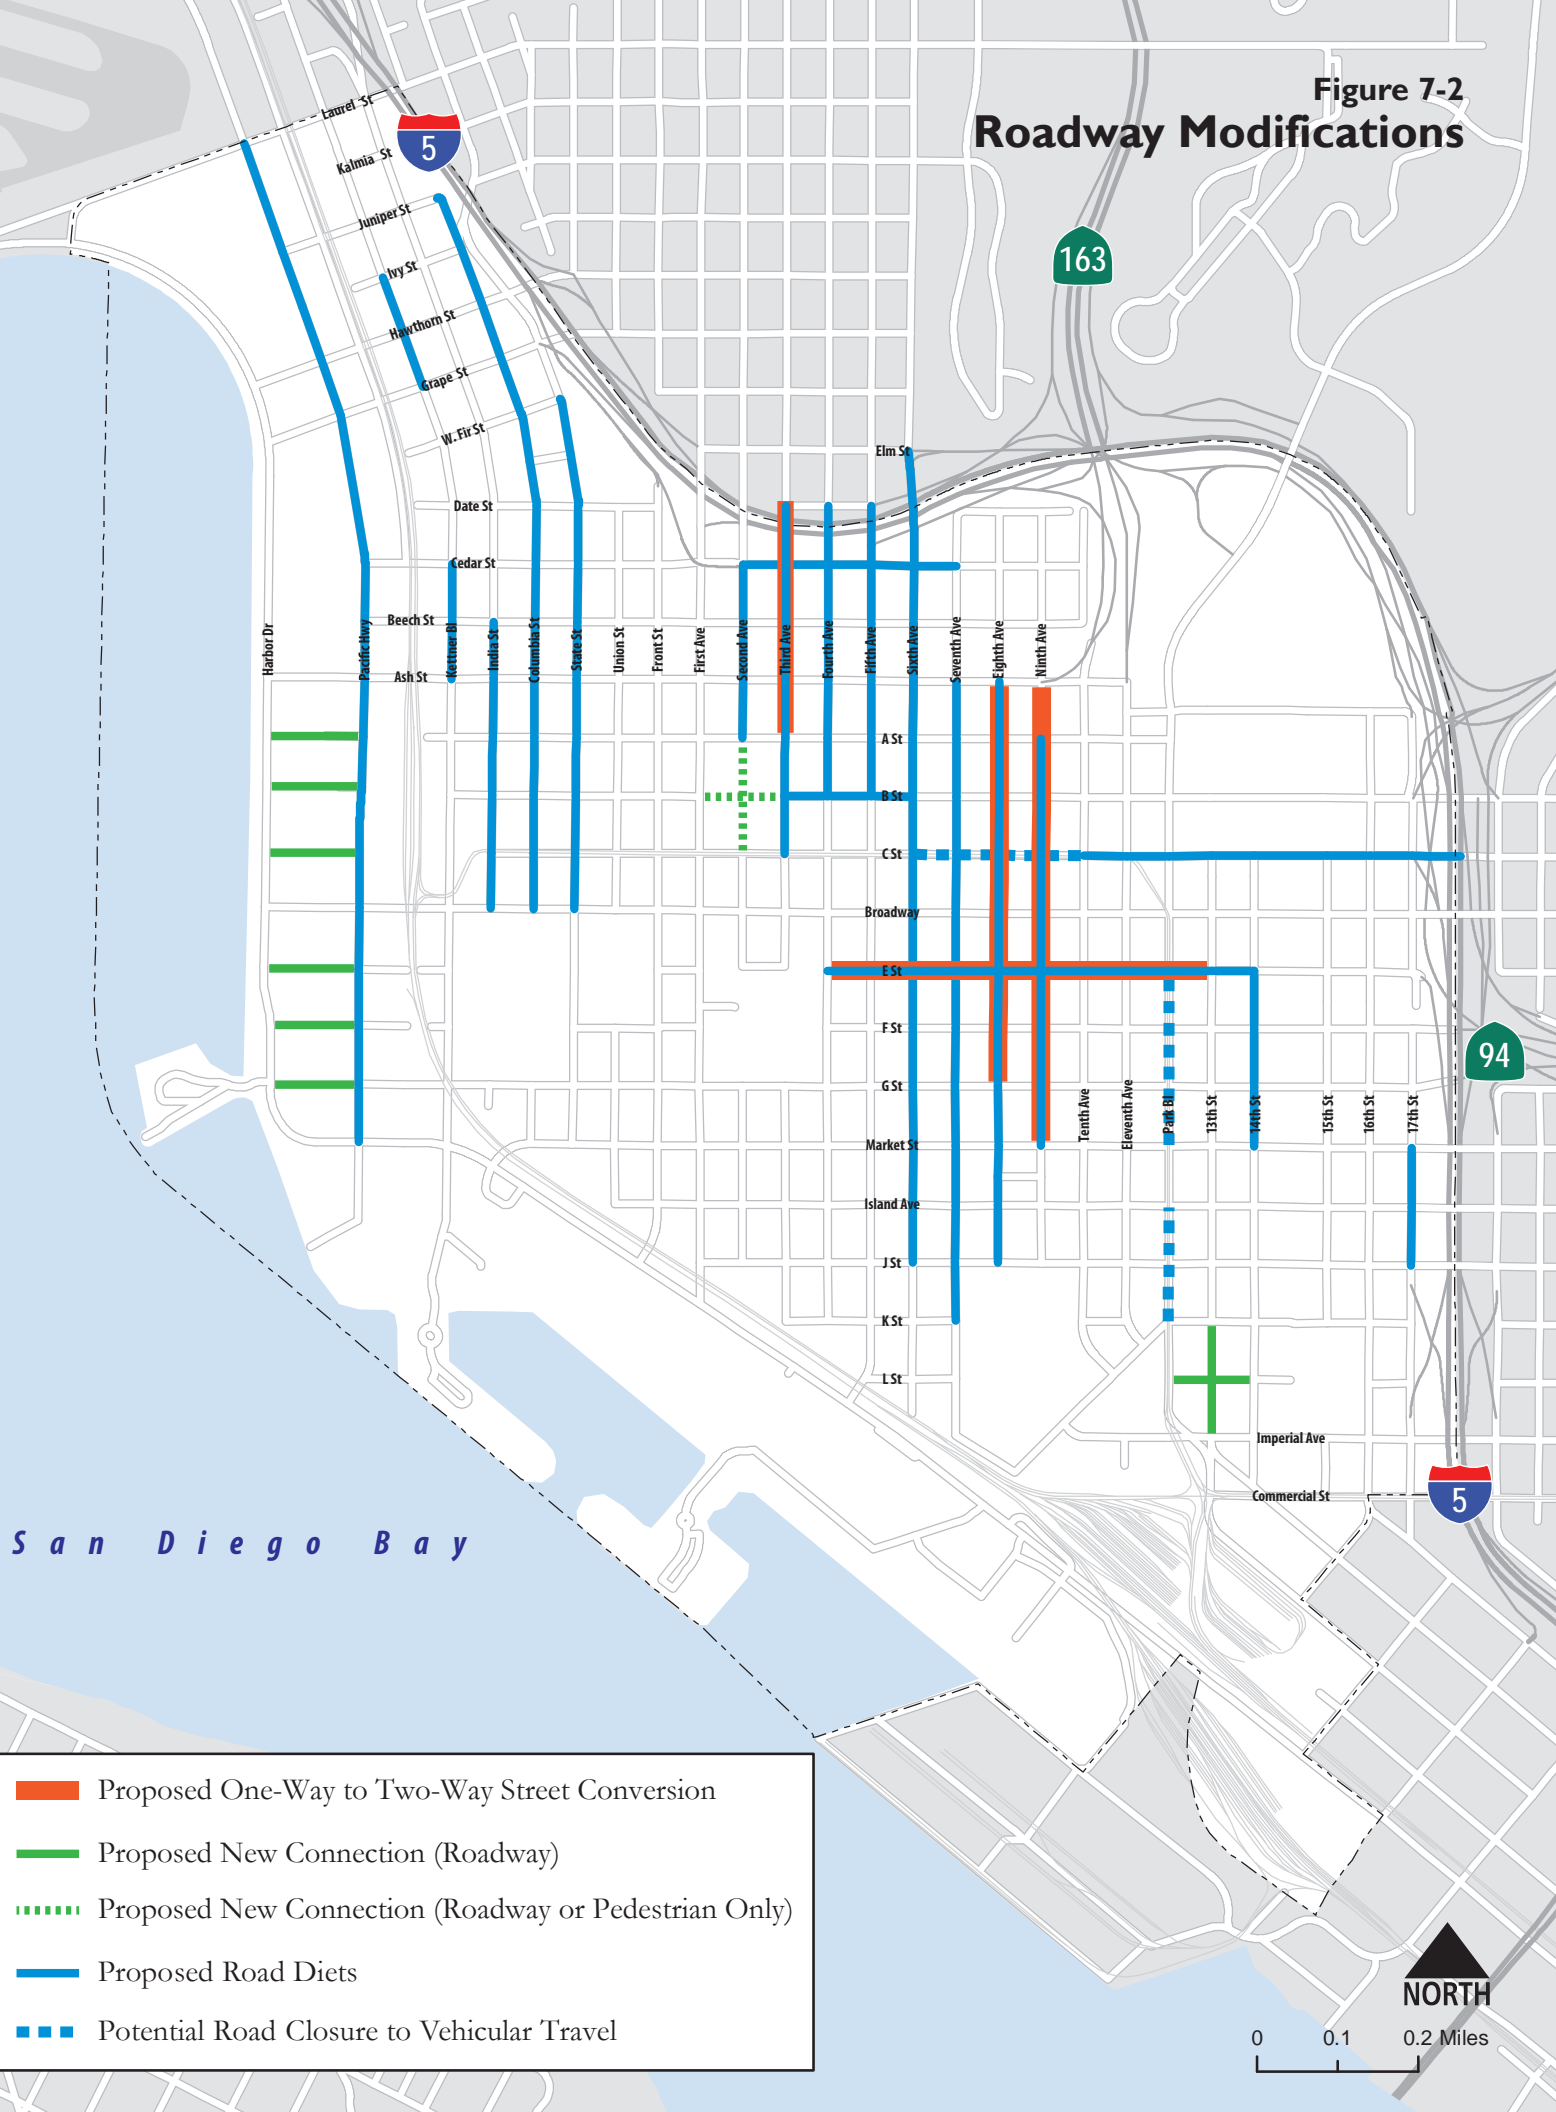 Figure 7-2
Roadway Modifications
Laurel St
5
Kalmia St
Juniper St
163
Ivy St
Hawthorn St
Grape St
W. Fir St
Elm St
Date St
Cedar St
Beech St
Ash St
Harbor Dr
Pacific Hwy
Kettner Bl
India St
Columbia St
State St
Union St
Front St
First Ave
Second Ave
Third Ave
Fourth Ave
Fifth Ave
Sixth Ave
Seventh Ave
Eighth Ave
Ninth Ave
A St
B St
C St
Broadway
E St
F St
94
G St
Tenth Ave
Eleventh Ave
Park Bl
13th St
14th St
15th St
16th St
17th St
Market St
Island Ave
J St
K St
L St
Imperial Ave
Commercial St
5
San Diego Bay
Proposed One-Way to Two-Way Street Conversion
Proposed New Connection (Roadway)
Proposed New Connection (Roadway or Pedestrian Only)
Proposed Road Diets
Potential Road Closure to Vehicular Travel
NORTH
0 0.1 0.2 Miles